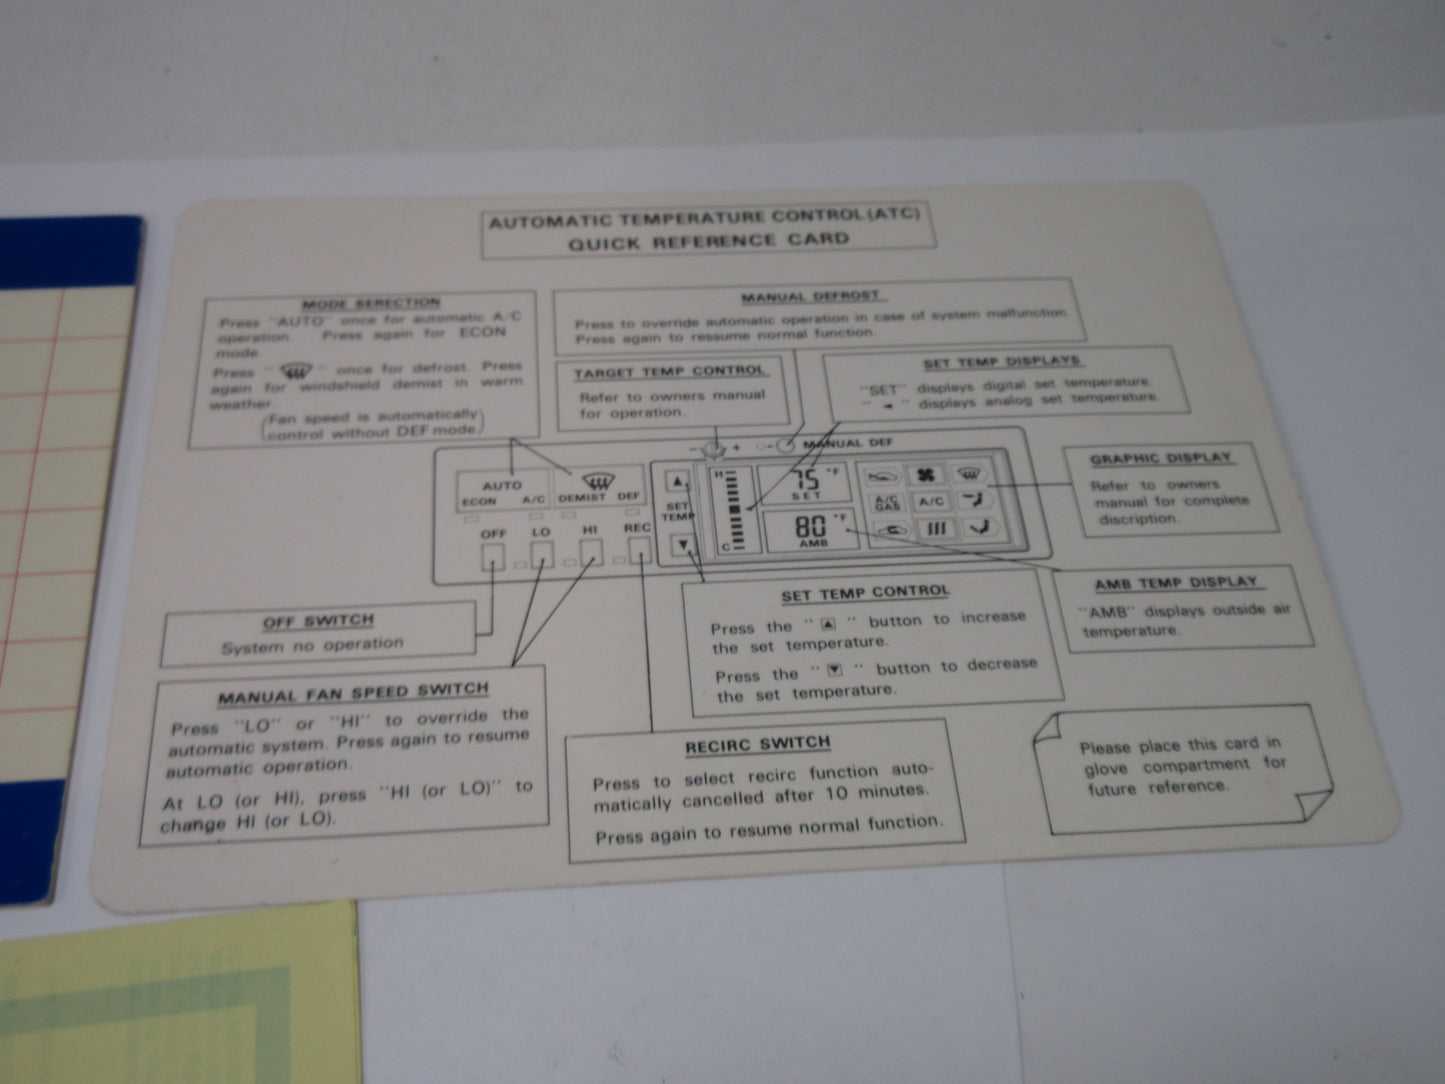 AUTOMATIC TEMPERATURE CONTROL (ATC)
QUICK REFERENCE CARD
MODE SERECTION
Press "AUTO" once for automatic A/C
operation. Press again for ECON
mode.
Press " " once for defrost. Press
again for windshield demist in warm
weather.
(Fan speed is automatically
control without DEF mode.)
MANUAL DEFROST
Press to override automatic operation in case of system malfunction.
Press again to ressume normal function.
TARGET TEMP CONTROL
Refer to owners manual
for operation.
SET TEMP DISPLAYS
"SET" displays digital set temperature.
" ◄ " displays analog set temperature.
GRAPHIC DISPLAY
Refer to owners
manual for complete
discription.
- + MANUAL DEF
AUTO
ECON A/C DEMIST DEF
OFF LO HI REC
▲
SET
TEMP
▼
H
C
75 °F
SET
80 °F
AMB
A/C
GAS
A/C
AMB TEMP DISPLAY
"AMB" displays outside air
temperature.
OFF SWITCH
System no operation
SET TEMP CONTROL
Press the " ▲ " button to increase
the set temperature.
Press the " ▼ " button to decrease
the set temperature.
MANUAL FAN SPEED SWITCH
Press "LO" or "HI" to override the
automatic system. Press again to resume
automatic operation.
At LO (or HI), press "HI (or LO)" to
change HI (or LO).
RECIRC SWITCH
Press to select recirc function auto-
matically cancelled after 10 minutes.
Press again to resume normal function.
Please place this card in
glove compartment for
future reference.